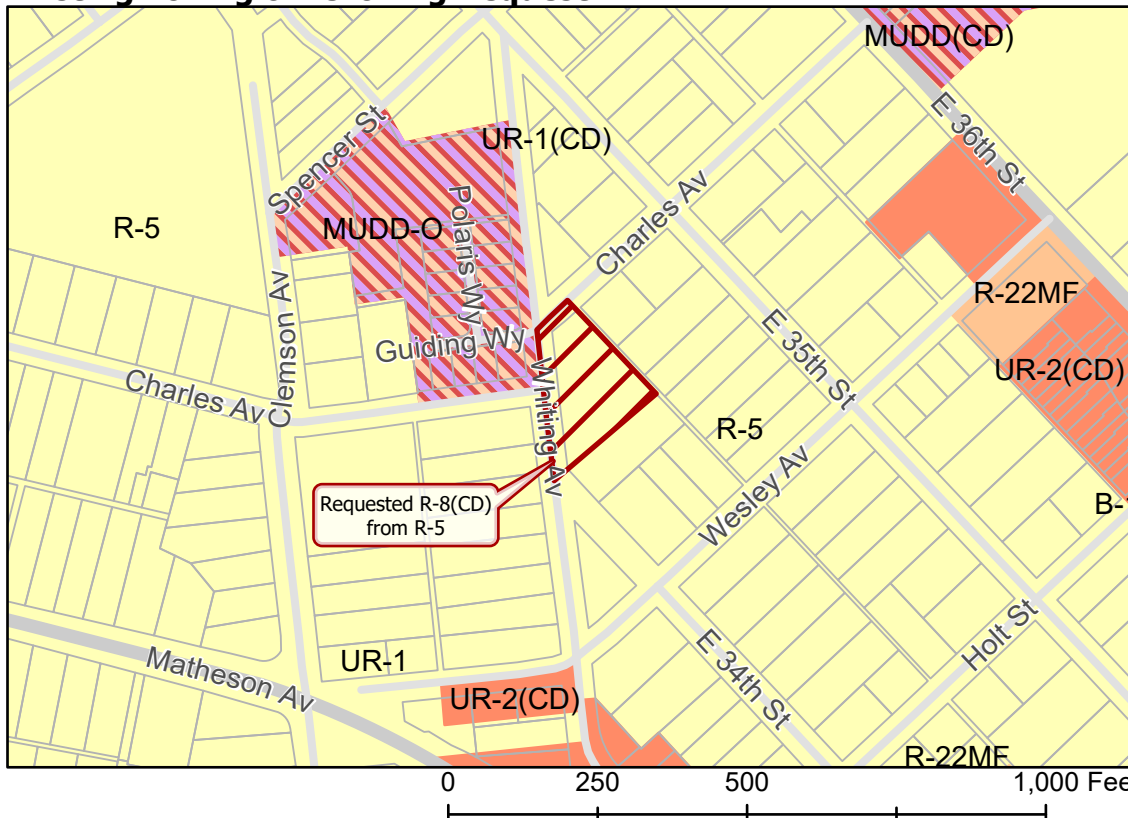 MUDD(CD)
E 36th St
UR-1(CD)
Spencer St
Polaris Wy
Charles Av
R-5
MUDD-O
Clemson Av
R-22MF
Guiding Wy
E 35th St
UR-2(CD)
Charles Av
Whiting Av
R-5
Requested R-8(CD)
from R-5
Wesley Av
B-1
Holt St
UR-1
Matheson Av
UR-2(CD)
E 34th St
R-22MF
0 250 500 1,000 Fee